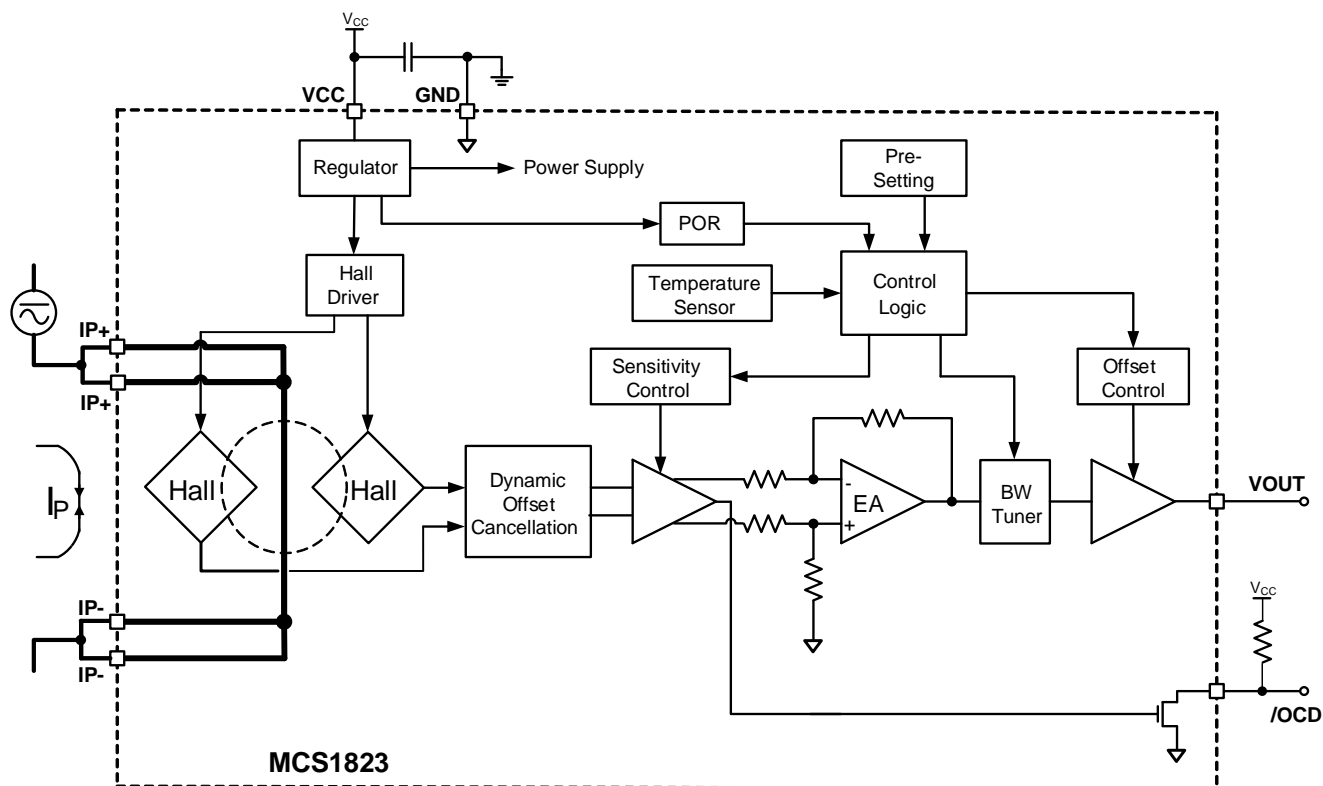 VCC
VCC
GND
Regulator
Power Supply
Pre-
Setting
POR
Hall
Driver
Temperature
Sensor
Control
Logic
IP+
IP+
Sensitivity
Control
Offset
Control
IP
Hall
Hall
Dynamic
Offset
Cancellation
-
+
EA
BW
Tuner
VOUT
IP-
IP-
VCC
/OCD
MCS1823